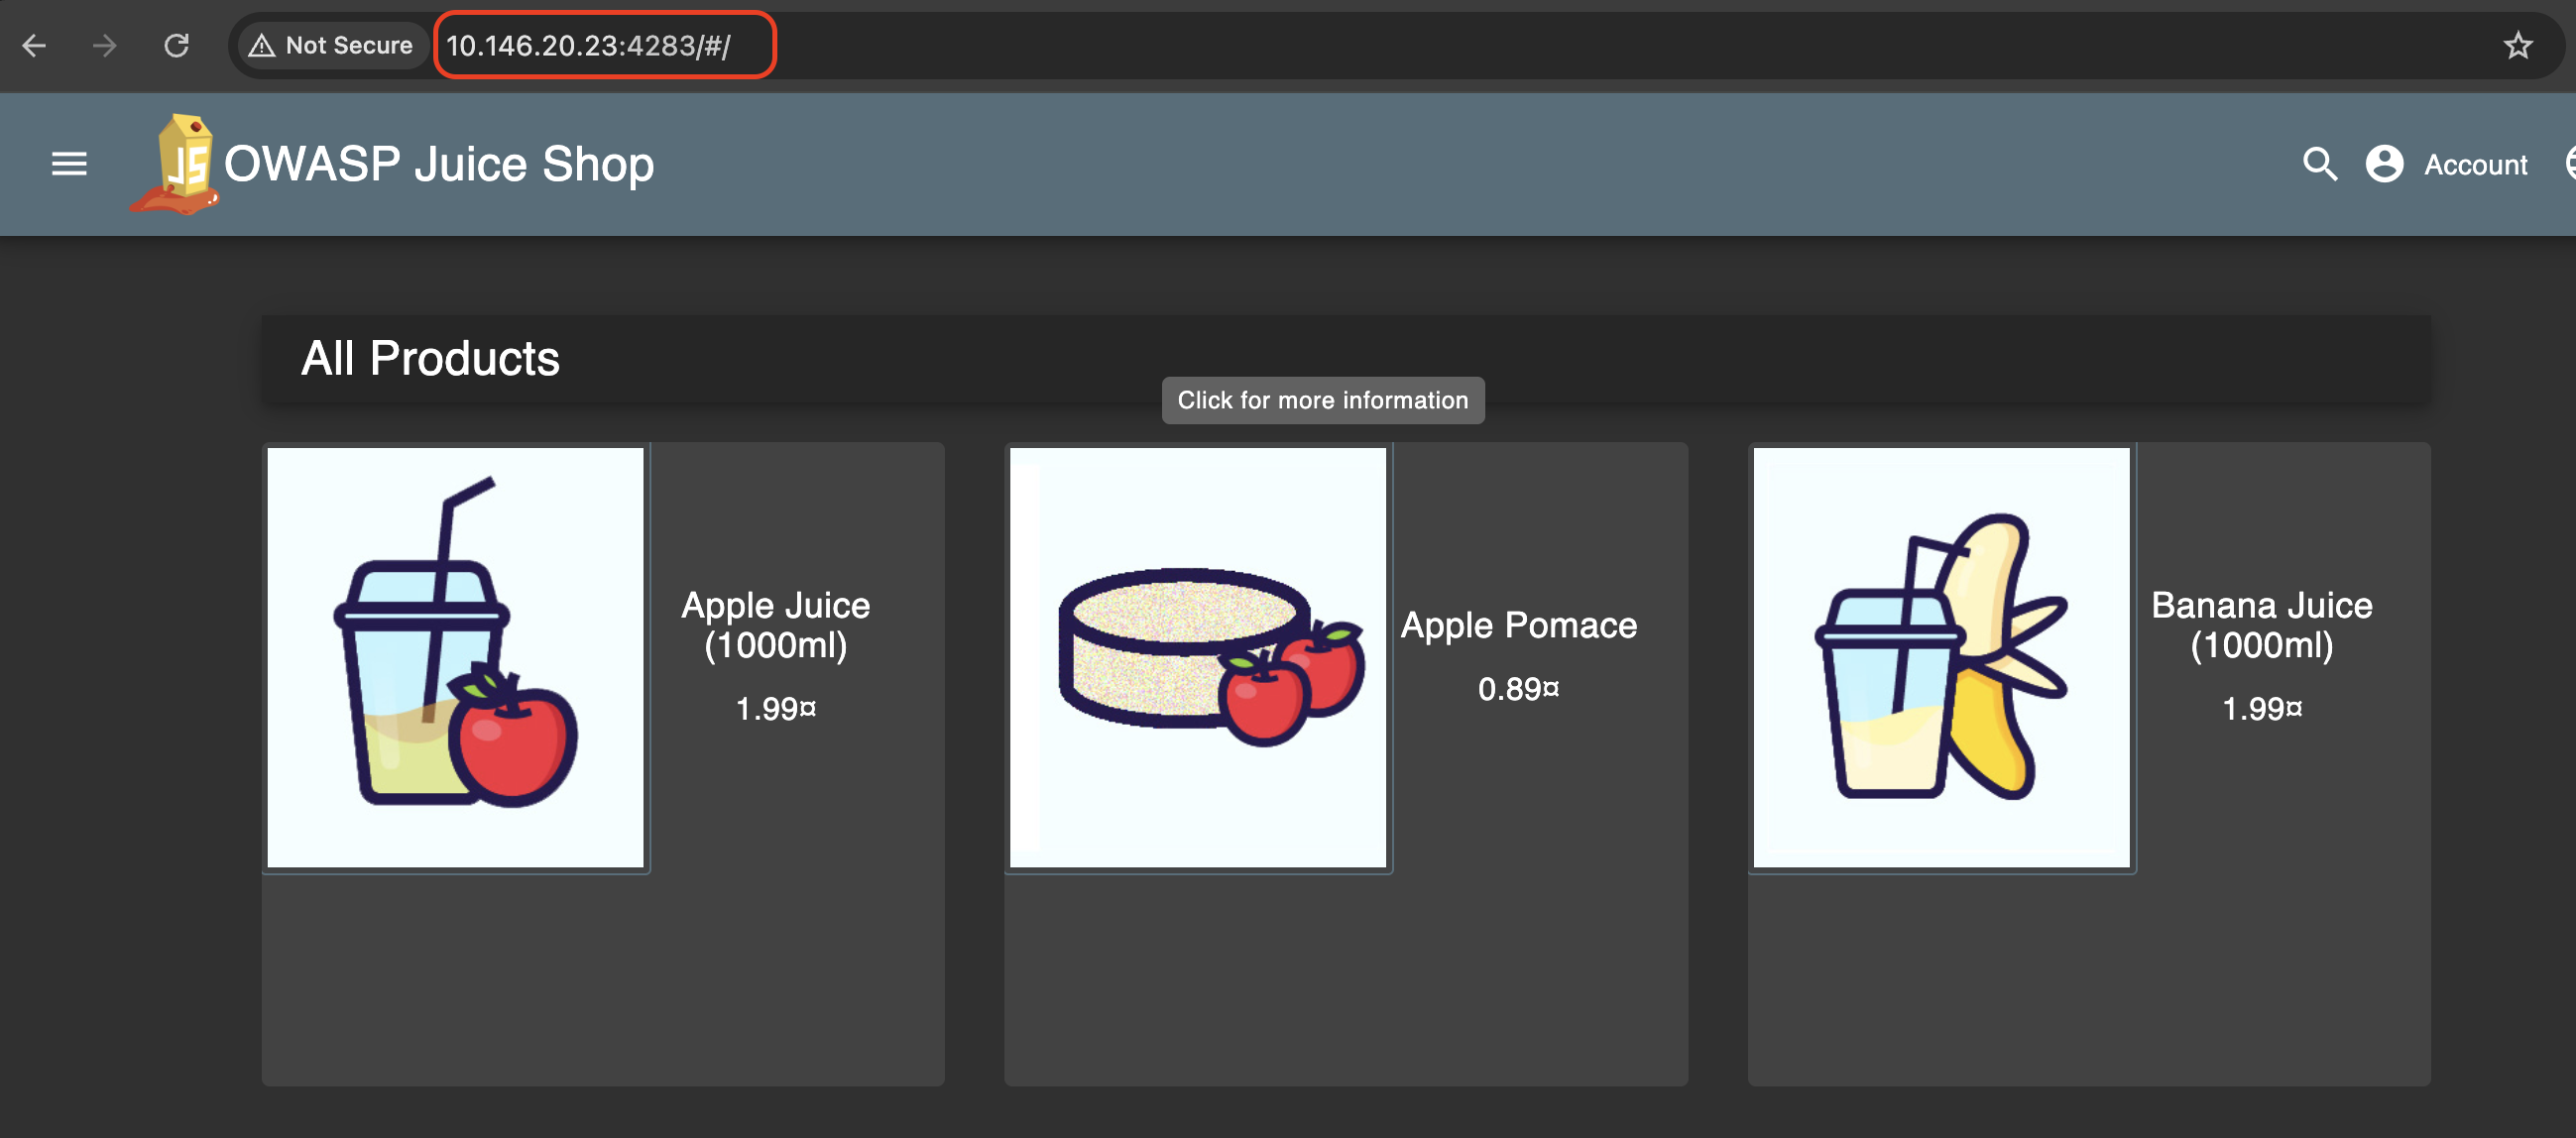 Not Secure
10.146.20.23:4283/#/
JS
OWASP Juice Shop
Account
All Products
Click for more information
Apple Juice
(1000ml)
1.99¤
Apple Pomace
0.89¤
Banana Juice
(1000ml)
1.99¤